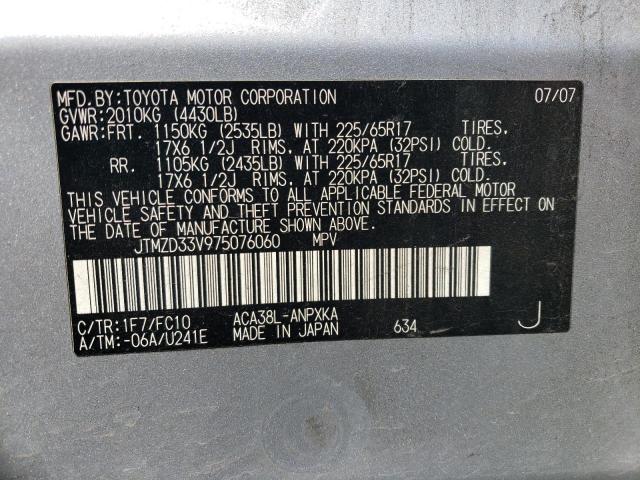 MFD. BY: TOYOTA MOTOR CORPORATION 07/07
GVWR: 2010KG (4430LB)
GAWR: FRT. 1150KG (2535LB) WITH 225/65R17 TIRES.
17X6 1/2J RIMS. AT 220KPA (32PSI) COLD.
RR. 1105KG (2435LB) WITH 225/65R17 TIRES.
17X6 1/2J RIMS. AT 220KPA (32PSI) COLD.
THIS VEHICLE CONFORMS TO ALL APPLICABLE FEDERAL MOTOR
VEHICLE SAFETY AND THEFT PREVENTION STANDARDS IN EFFECT ON
THE DATE OF MANUFACTURE SHOWN ABOVE.
JTMZD33V975076060 MPV
C/TR: 1F7/FC10 ACA38L-ANPXKA
A/TM: -06A/U241E MADE IN JAPAN 634 J